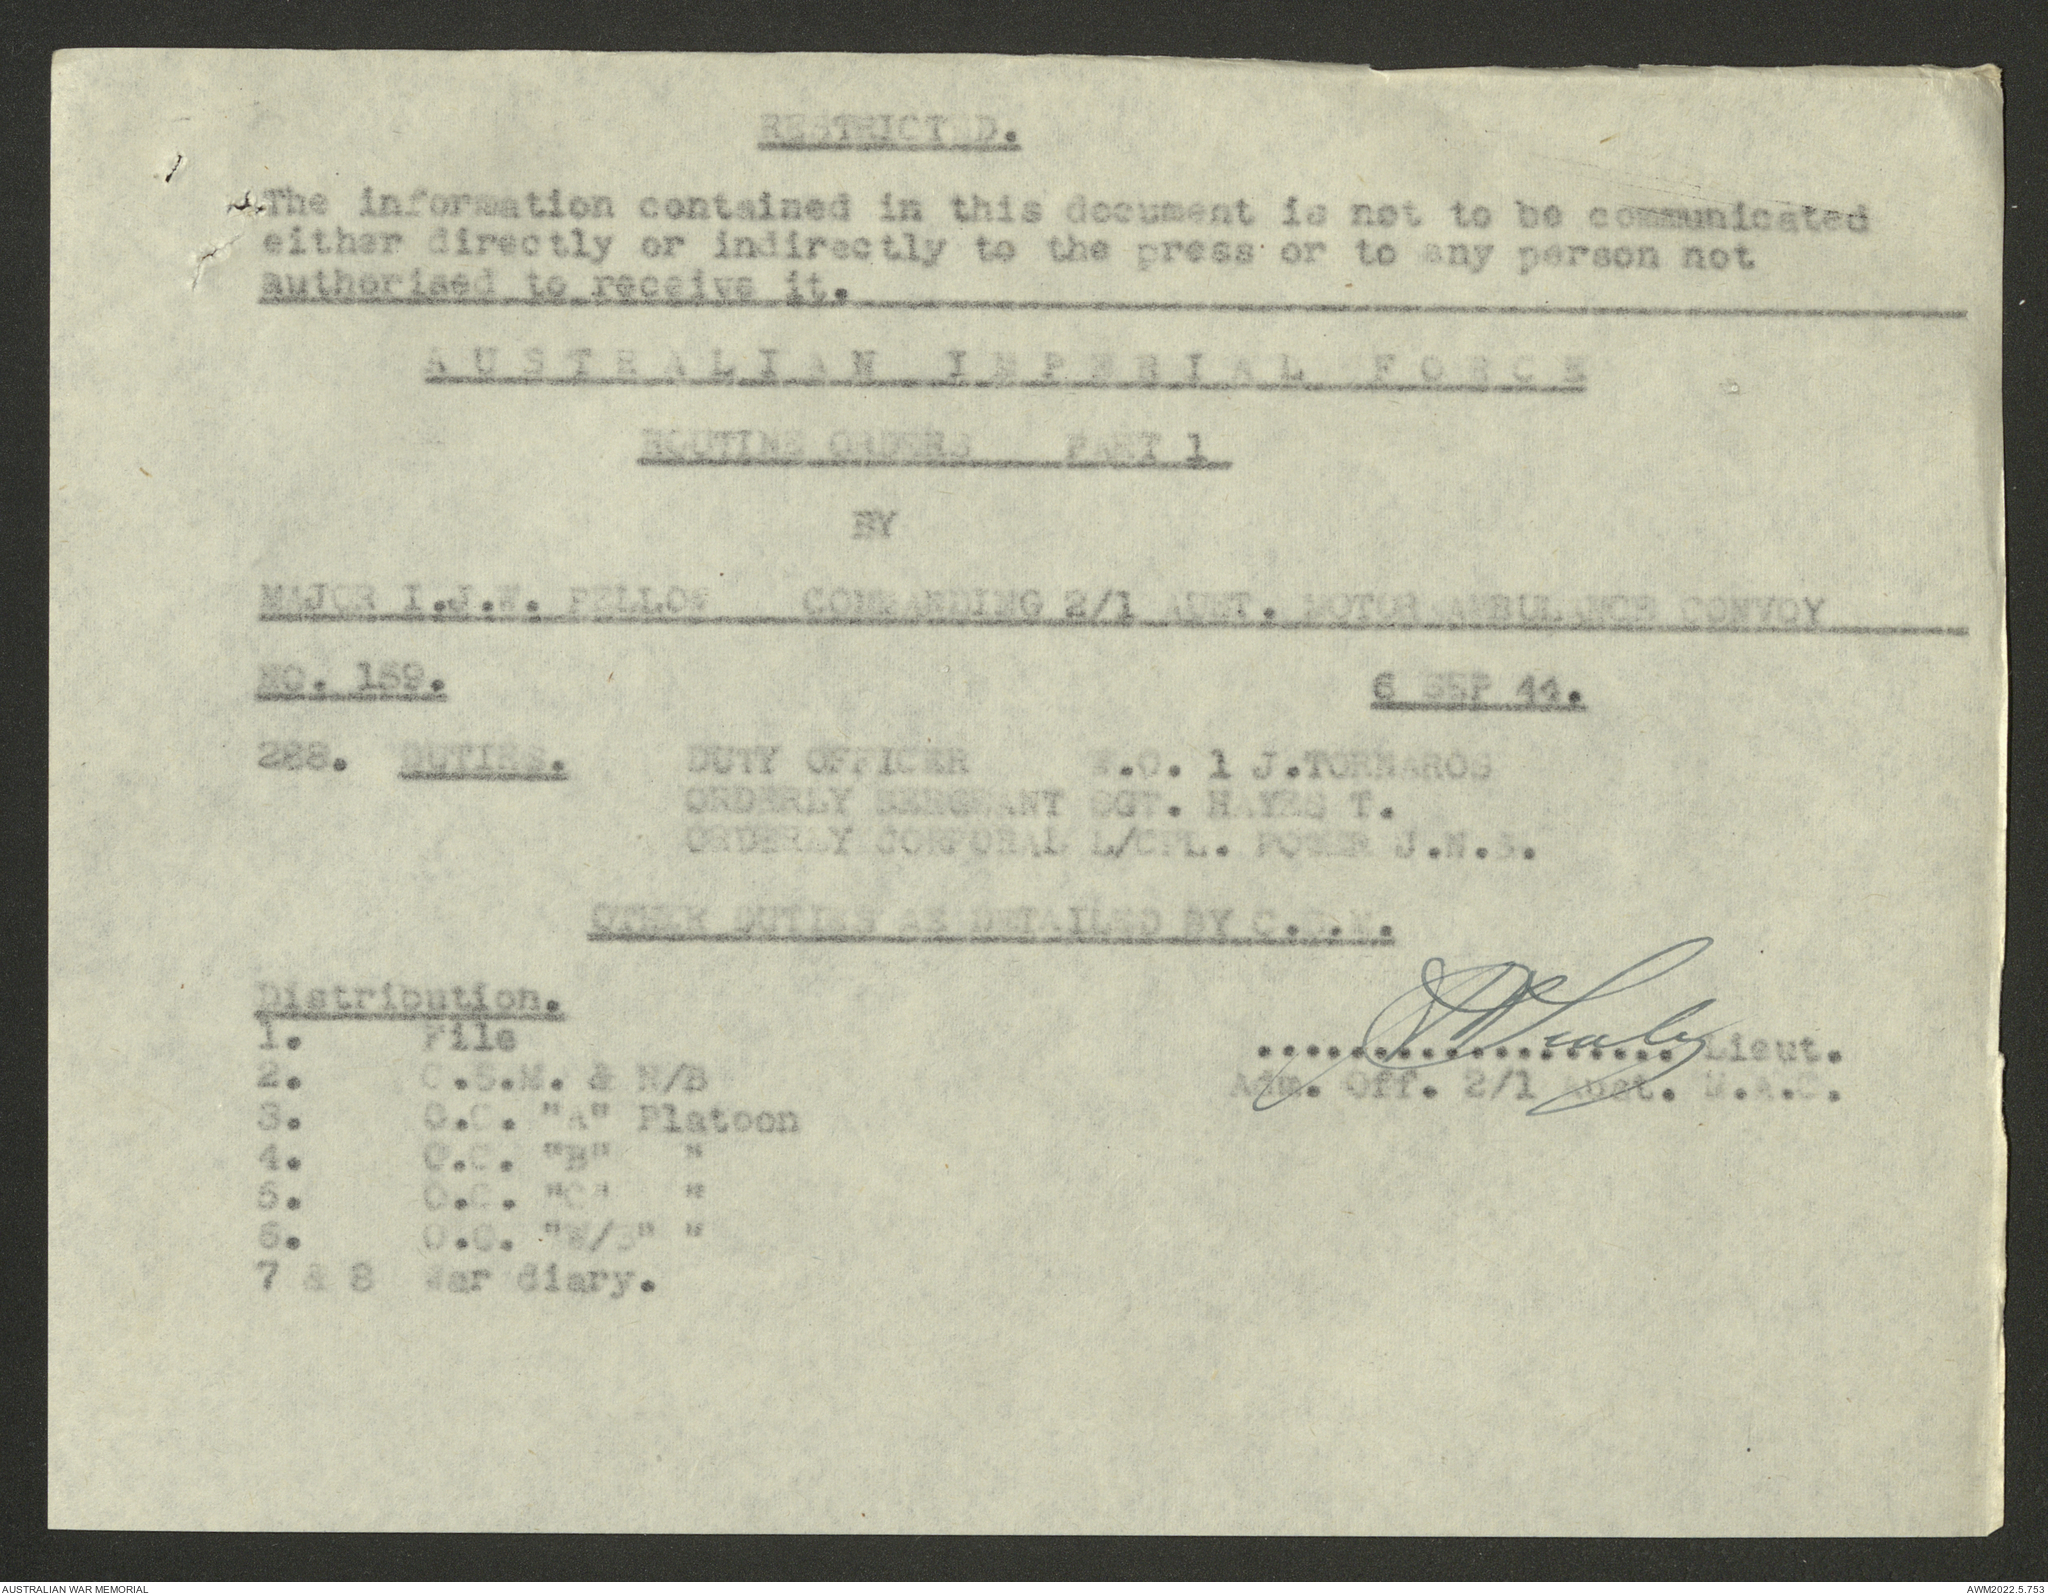 RESTRICTED.
The information contained in this document is not to be communicated
either directly or indirectly to the press or to any person not
authorised to receive it.
AUSTRALIAN IMPERIAL FORCE
ROUTINE ORDERS PART 1
BY
MAJOR I.J.W. FELLOW COMMANDING 2/1 AUST. MOTOR AMBULANCE CONVOY
NO. 159. 6 SEP 44.
288. DUTIES. DUTY OFFICER W.O. 1 J.TORNAROS
ORDERLY SERGEANT SGT. HAYES T.
ORDERLY CORPORAL L/CPL. POWER J.N.S.
OTHER DUTIES AS DETAILED BY C.S.M.
Distribution.
1. File
2. C.S.M. & N/B
3. O.C. "A" Platoon
4. O.C. "B" "
5. O.C. "C" "
6. O.C. "W/S" "
7 & 8 War diary.
................... Lieut.
Adm. Off. 2/1 Aust. M.A.C.
AUSTRALIAN WAR MEMORIAL
AWM2022.5.753